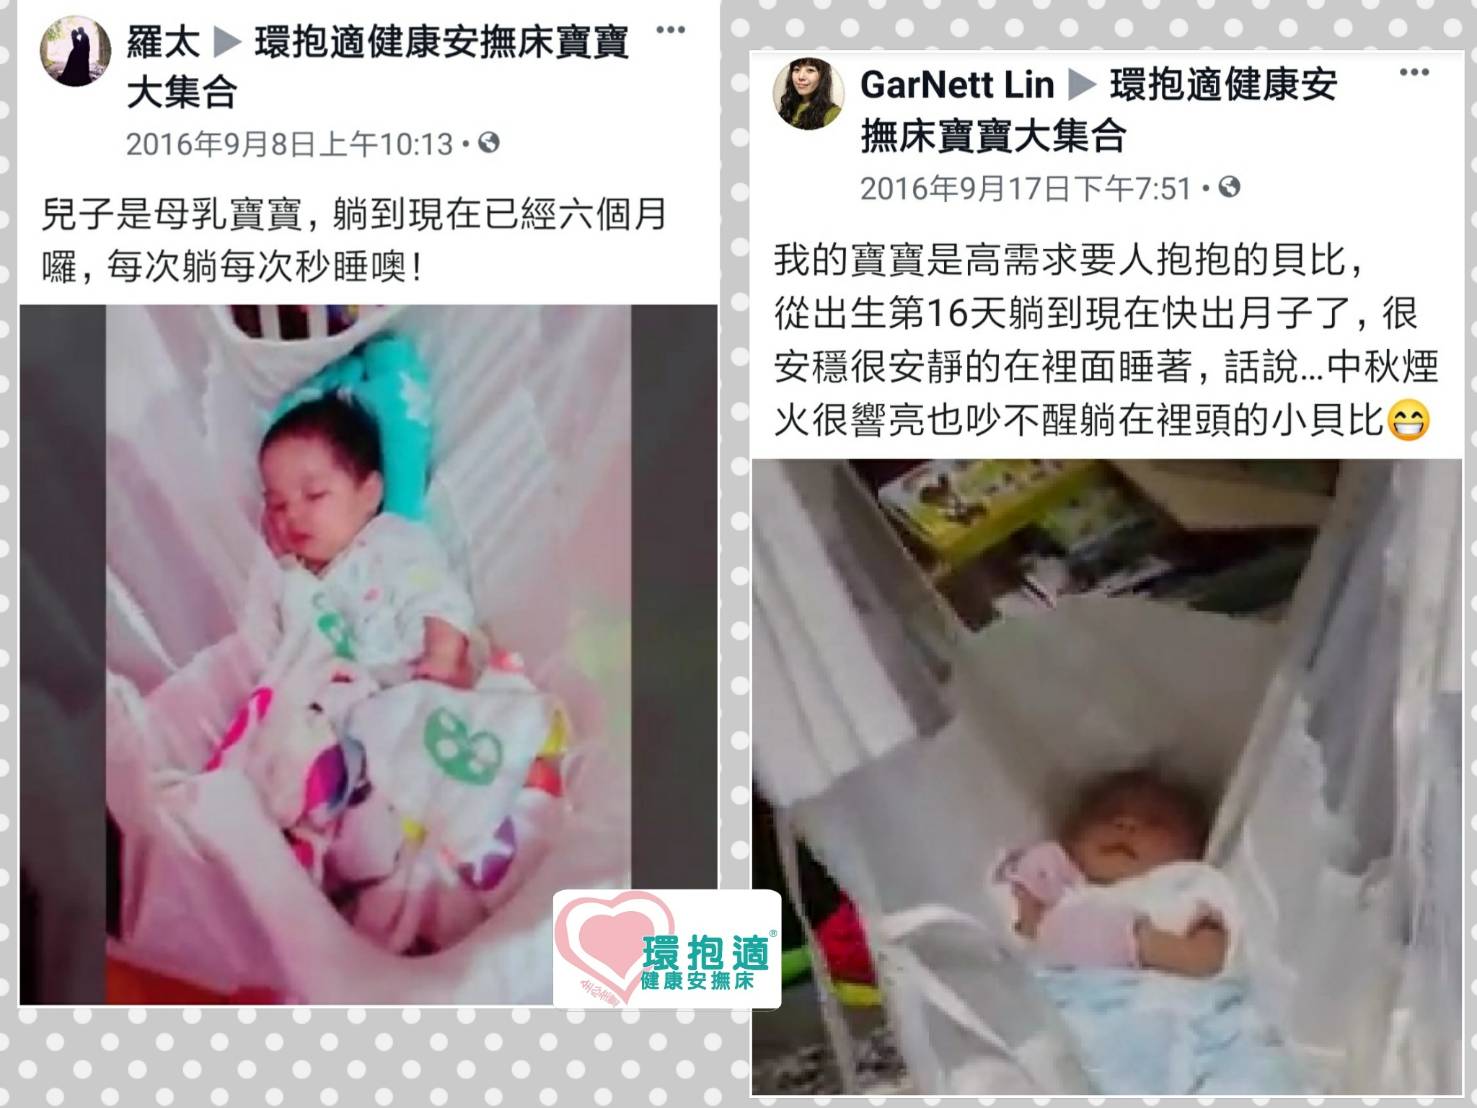 羅太 ▶ 環抱適健康安撫床寶寶
大集合
2016年9月8日上午10:13
兒子是母乳寶寶，躺到現在已經六個月
囉，每次躺每次秒睡噢！
GarNett Lin ▶ 環抱適健康安
撫床寶寶大集合
2016年9月17日下午7:51
我的寶寶是高需求要人抱抱的貝比，
從出生第16天躺到現在快出月子了，很
安穩很安靜的在裡面睡著，話說...中秋煙
火很響亮也吵不醒躺在裡頭的小貝比😁
環抱適®
健康安撫床